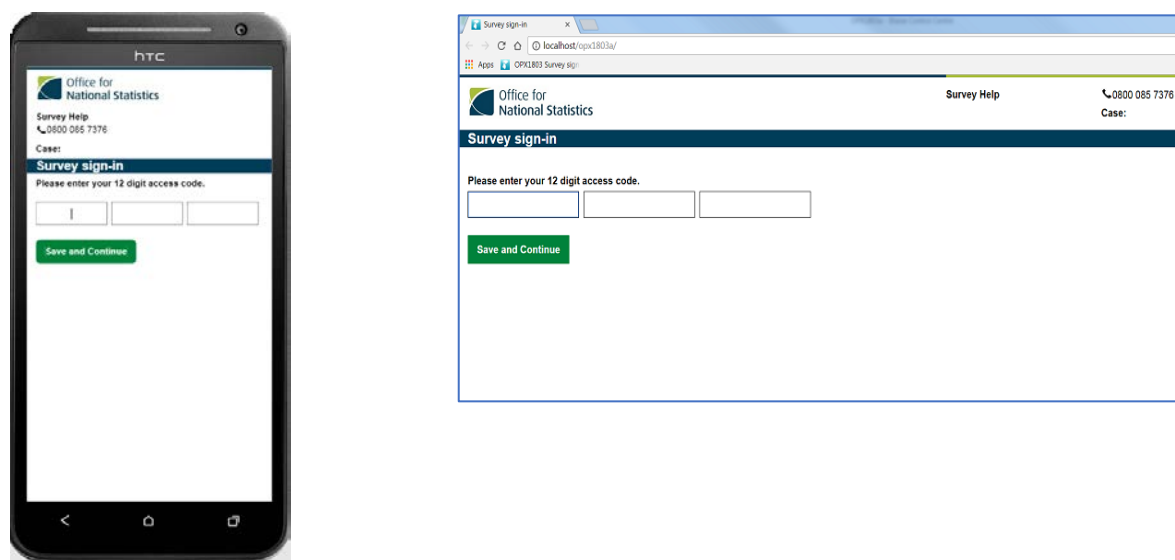 hTC
Office for
National Statistics
Survey Help
0800 085 7376
Case:
Survey sign-in
Please enter your 12 digit access code.
Save and Continue
Survey sign-in
localhost/opx1803a/
Apps OPX1803 Survey sign
Office for
National Statistics
Survey Help 0800 085 7376
Case:
Survey sign-in
Please enter your 12 digit access code.
Save and Continue